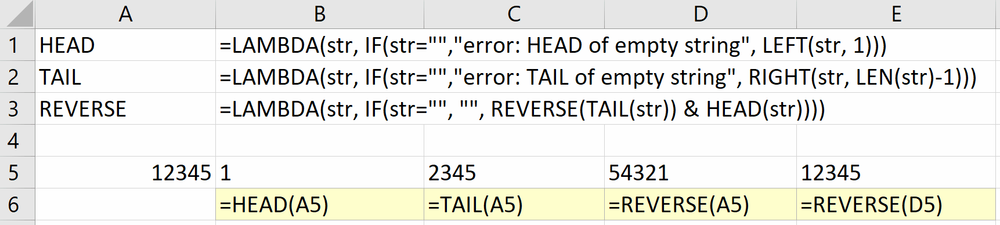 A B C D E
1 HEAD =LAMBDA(str, IF(str="","error: HEAD of empty string", LEFT(str, 1)))
2 TAIL =LAMBDA(str, IF(str="","error: TAIL of empty string", RIGHT(str, LEN(str)-1)))
3 REVERSE =LAMBDA(str, IF(str="", "", REVERSE(TAIL(str)) & HEAD(str))))
4
5 12345 1 2345 54321 12345
6 =HEAD(A5) =TAIL(A5) =REVERSE(A5) =REVERSE(D5)